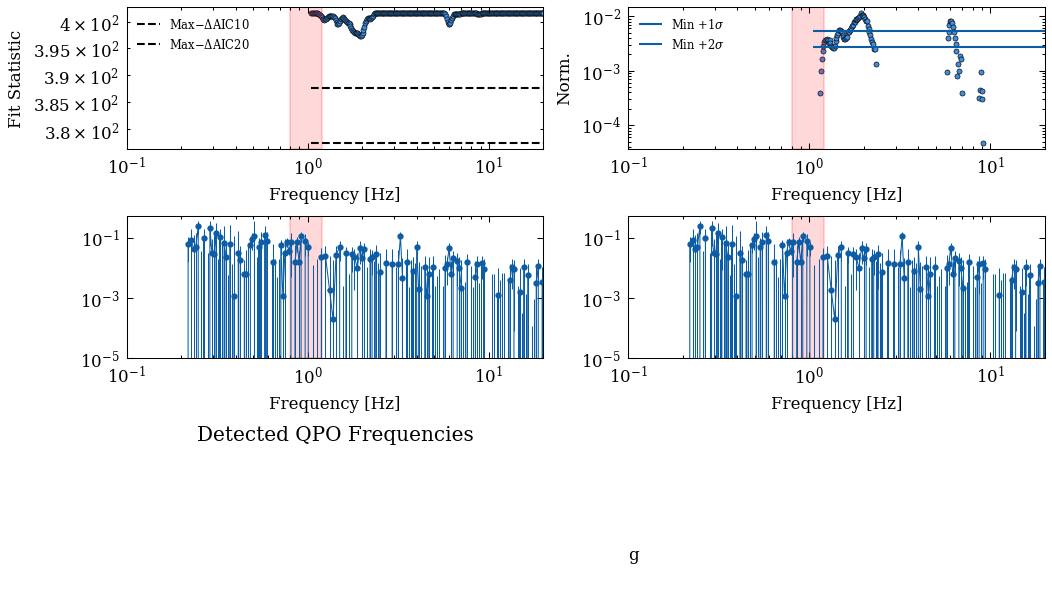 4 × 10²
3.95 × 10²
3.9 × 10²
3.85 × 10²
3.8 × 10²
Fit Statistic
Max−ΔAIC10
Max−ΔAIC20
10⁻¹ 10⁰ 10¹
Frequency [Hz]
10⁻²
10⁻³
10⁻⁴
Norm.
Min +1σ
Min +2σ
10⁻¹ 10⁰ 10¹
Frequency [Hz]
10⁻¹
10⁻³
10⁻⁵
10⁻¹ 10⁰ 10¹
Frequency [Hz]
10⁻¹
10⁻³
10⁻⁵
10⁻¹ 10⁰ 10¹
Frequency [Hz]
Detected QPO Frequencies
g